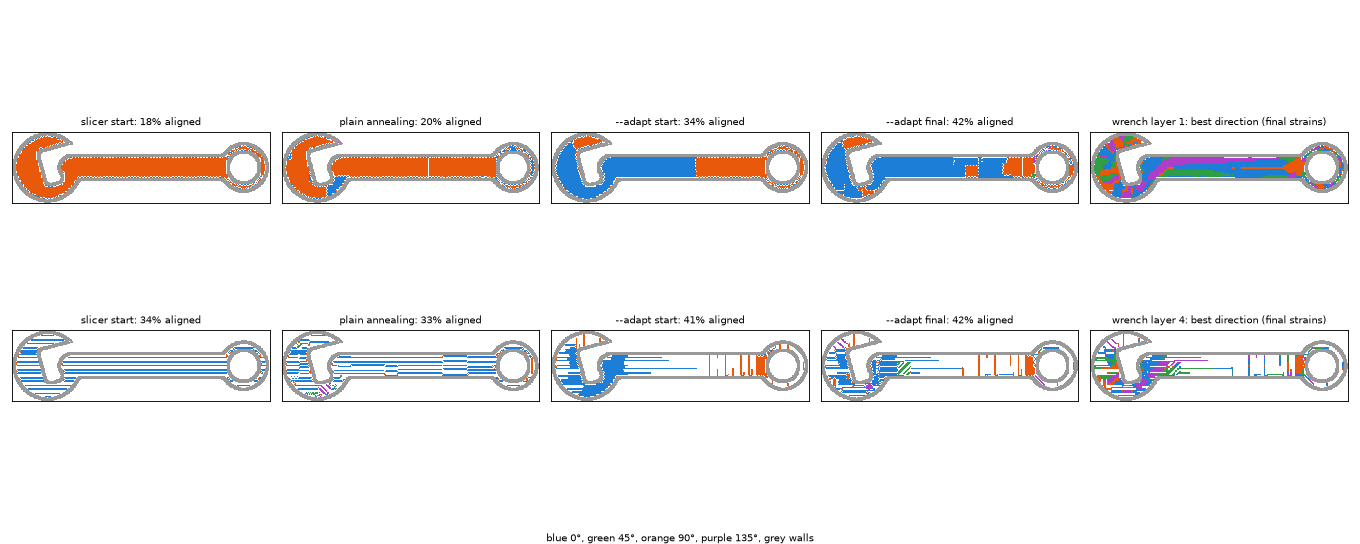 slicer start: 18% aligned
plain annealing: 20% aligned
--adapt start: 34% aligned
--adapt final: 42% aligned
wrench layer 1: best direction (final strains)
slicer start: 34% aligned
plain annealing: 33% aligned
--adapt start: 41% aligned
--adapt final: 42% aligned
wrench layer 4: best direction (final strains)
blue 0°, green 45°, orange 90°, purple 135°, grey walls